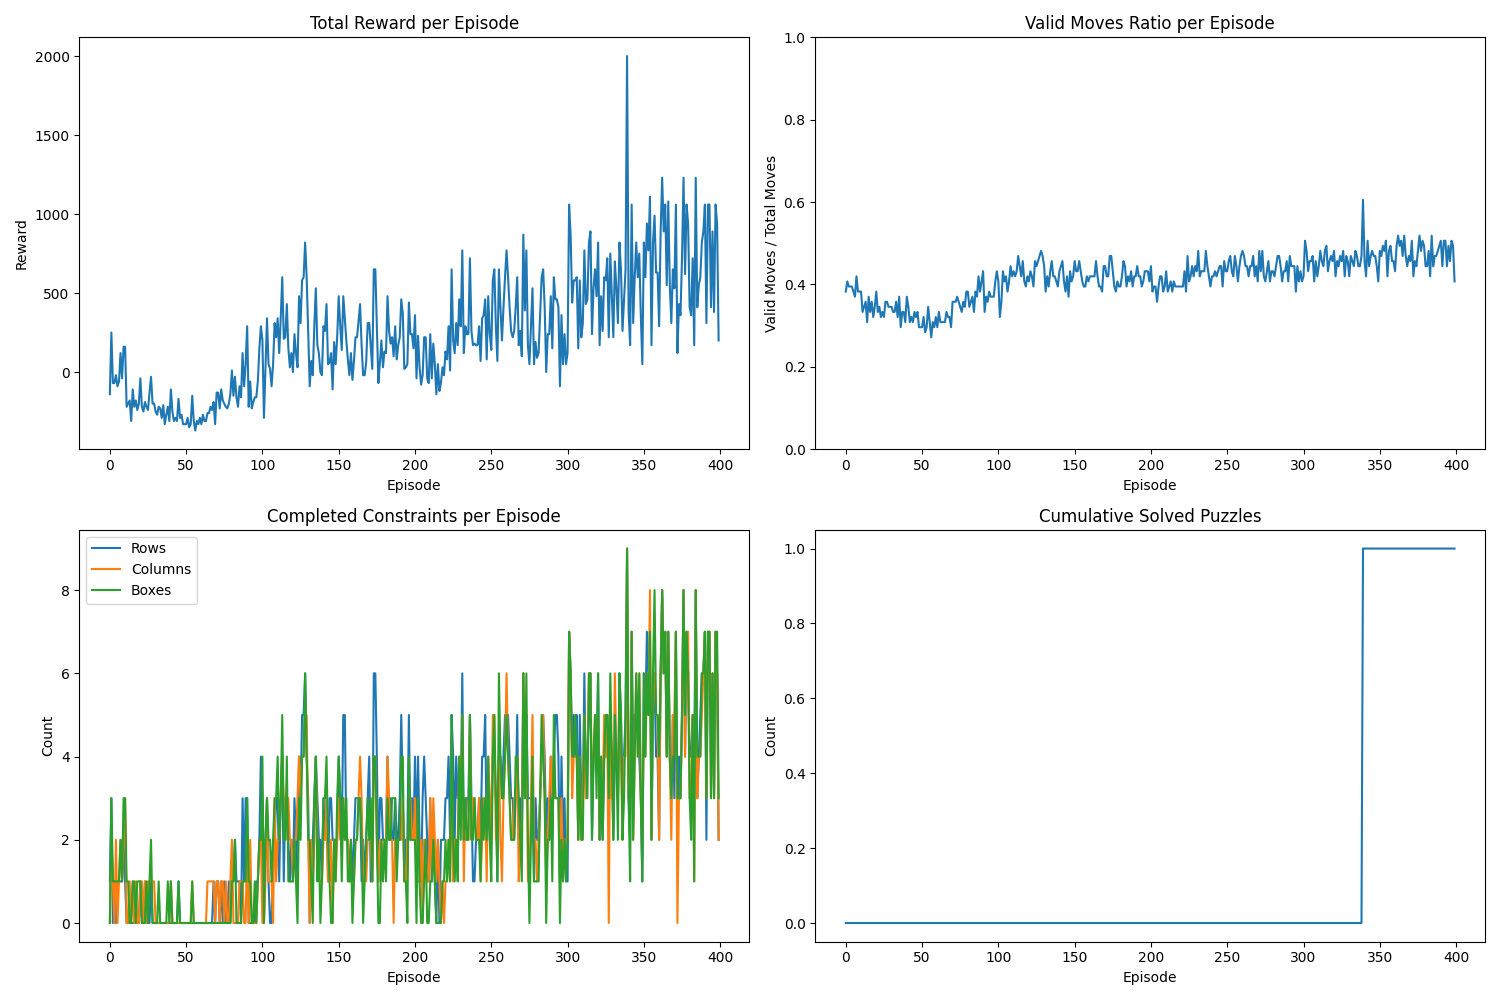 Total Reward per Episode
Reward
2000
1500
1000
500
0
0 50 100 150 200 250 300 350 400
Episode
Valid Moves Ratio per Episode
Valid Moves / Total Moves
1.0
0.8
0.6
0.4
0.2
0.0
0 50 100 150 200 250 300 350 400
Episode
Completed Constraints per Episode
Rows
Columns
Boxes
Count
8
6
4
2
0
0 50 100 150 200 250 300 350 400
Episode
Cumulative Solved Puzzles
Count
1.0
0.8
0.6
0.4
0.2
0.0
0 50 100 150 200 250 300 350 400
Episode